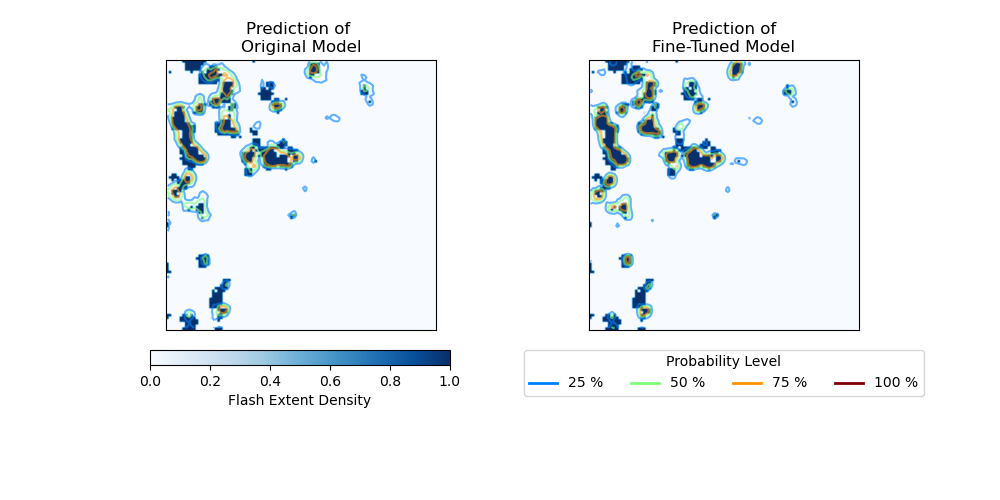 Prediction of
Original Model
Prediction of
Fine-Tuned Model
0.0 0.2 0.4 0.6 0.8 1.0
Flash Extent Density
Probability Level
25 % 50 % 75 % 100 %